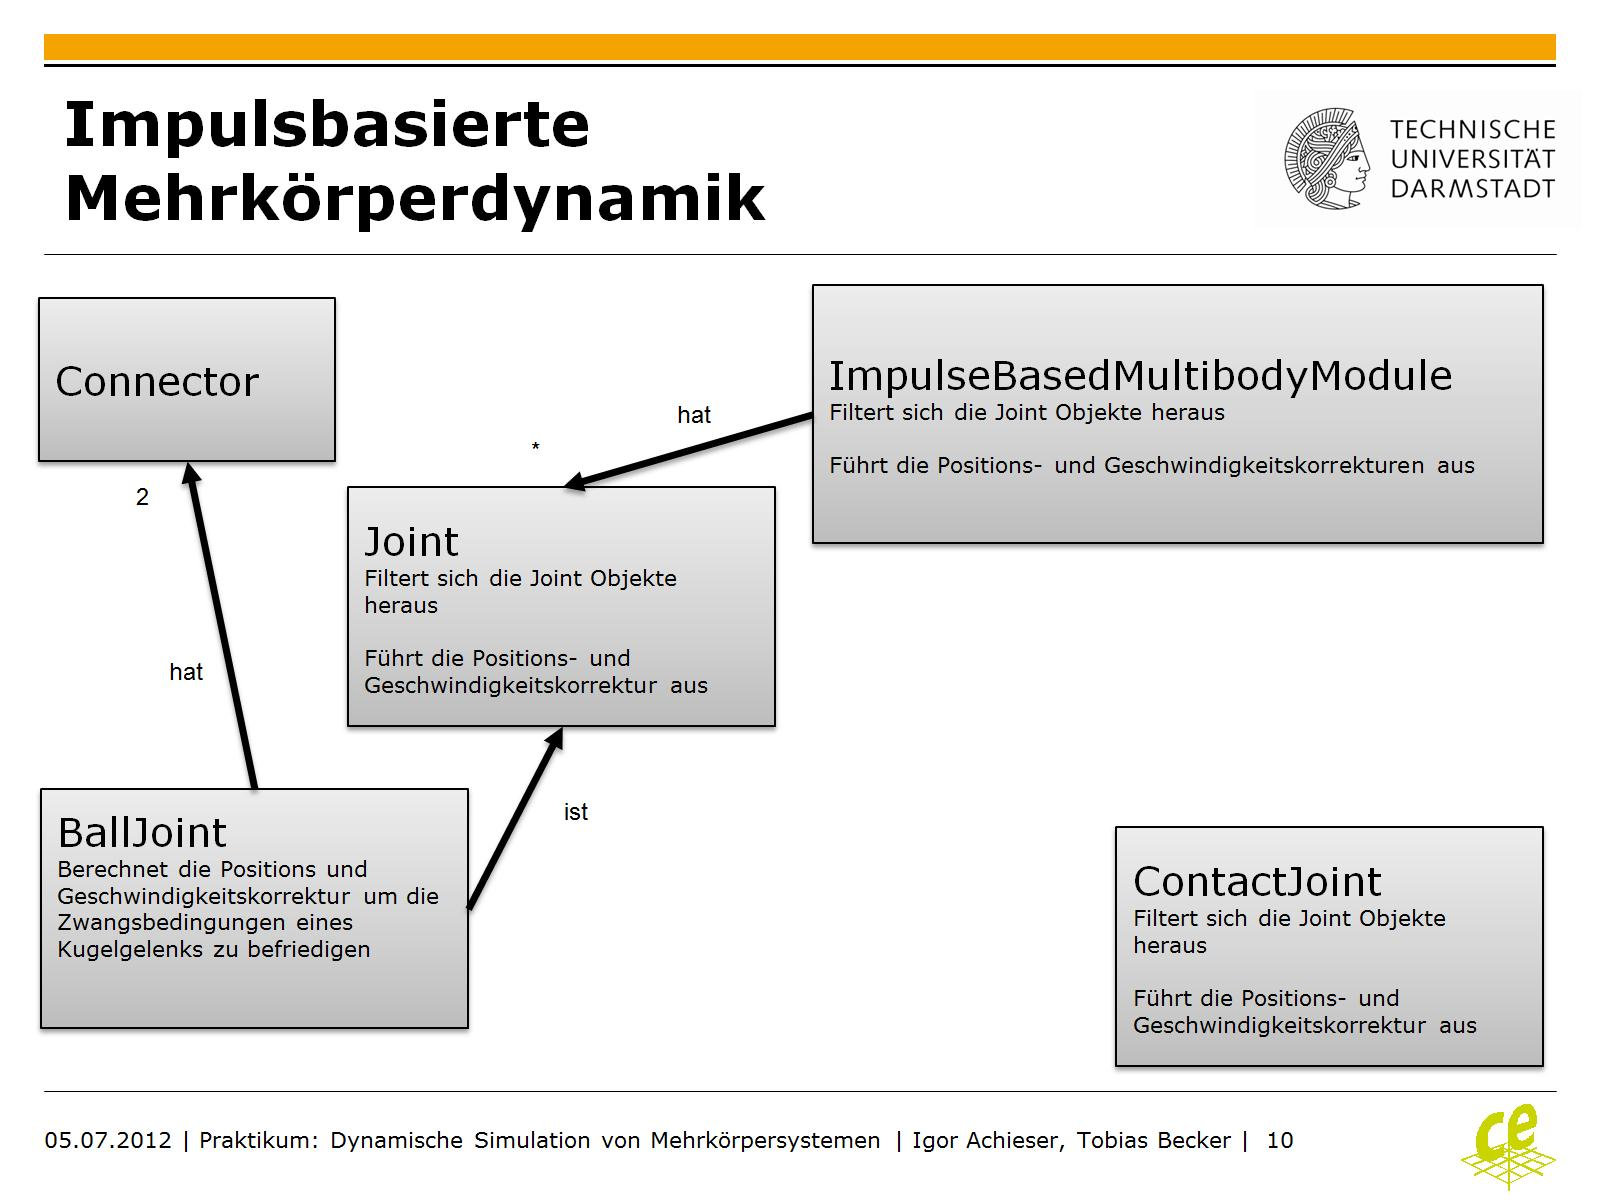 Impulsbasierte
Mehrkörperdynamik
TECHNISCHE
UNIVERSITÄT
DARMSTADT
Connector
ImpulseBasedMultibodyModule
Filtert sich die Joint Objekte heraus
Führt die Positions- und Geschwindigkeitskorrekturen aus
hat
*
2
Joint
Filtert sich die Joint Objekte
heraus
Führt die Positions- und
Geschwindigkeitskorrektur aus
hat
ist
BallJoint
Berechnet die Positions und
Geschwindigkeitskorrektur um die
Zwangsbedingungen eines
Kugelgelenks zu befriedigen
ContactJoint
Filtert sich die Joint Objekte
heraus
Führt die Positions- und
Geschwindigkeitskorrektur aus
05.07.2012 | Praktikum: Dynamische Simulation von Mehrkörpersystemen | Igor Achieser, Tobias Becker | 10
ce